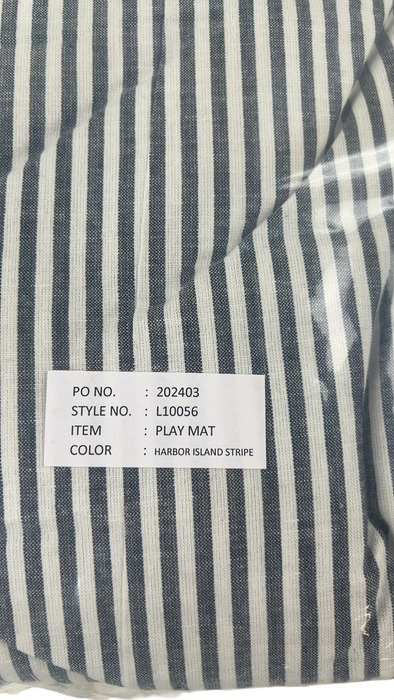 PO NO. : 202403
STYLE NO. : L10056
ITEM : PLAY MAT
COLOR : HARBOR ISLAND STRIPE